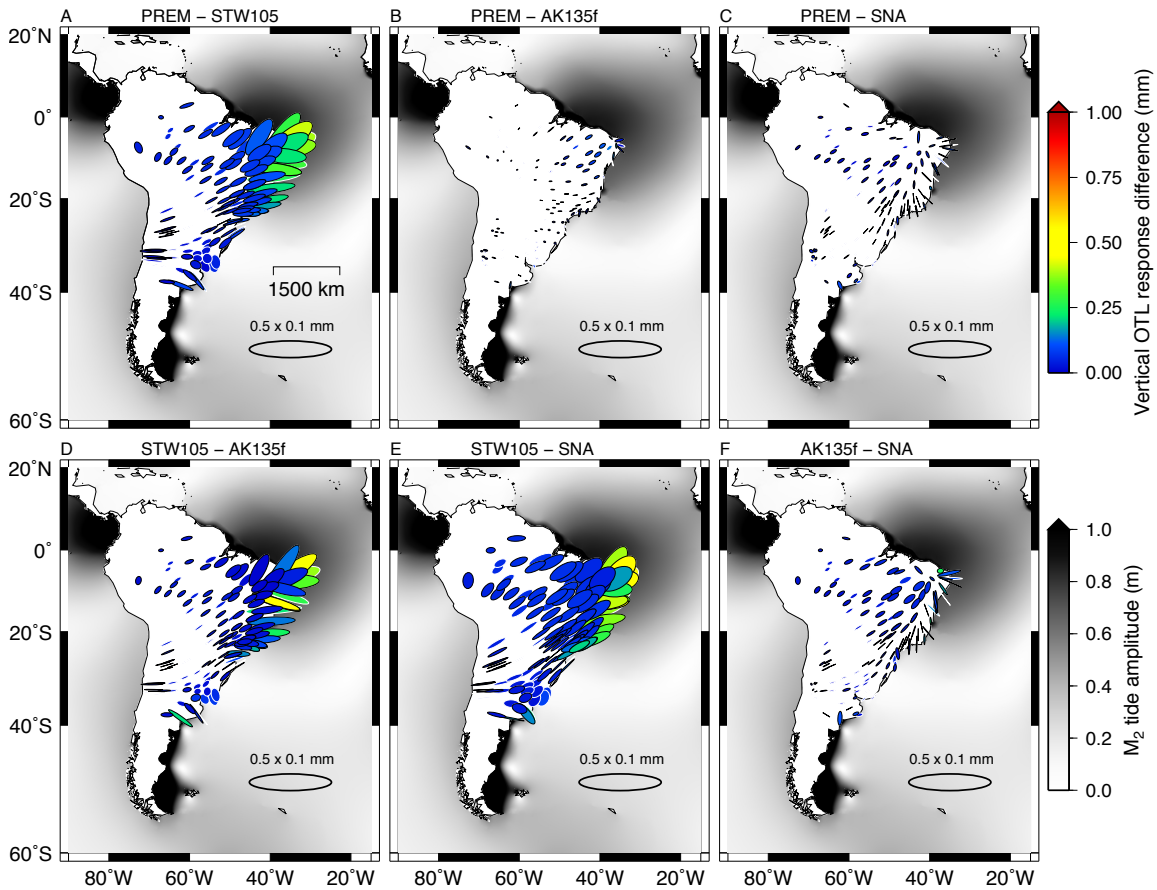 A PREM – STW105
B PREM – AK135f
C PREM – SNA
20˚N
0˚
20˚S
40˚S
60˚S
1500 km
0.5 x 0.1 mm
0.5 x 0.1 mm
0.5 x 0.1 mm
1.00
0.75
0.50
0.25
0.00
Vertical OTL response difference (mm)
D STW105 – AK135f
E STW105 – SNA
F AK135f – SNA
20˚N
0˚
20˚S
40˚S
60˚S
0.5 x 0.1 mm
0.5 x 0.1 mm
0.5 x 0.1 mm
1.0
0.8
0.6
0.4
0.2
0.0
M₂ tide amplitude (m)
80˚W 60˚W 40˚W 20˚W
80˚W 60˚W 40˚W 20˚W
80˚W 60˚W 40˚W 20˚W